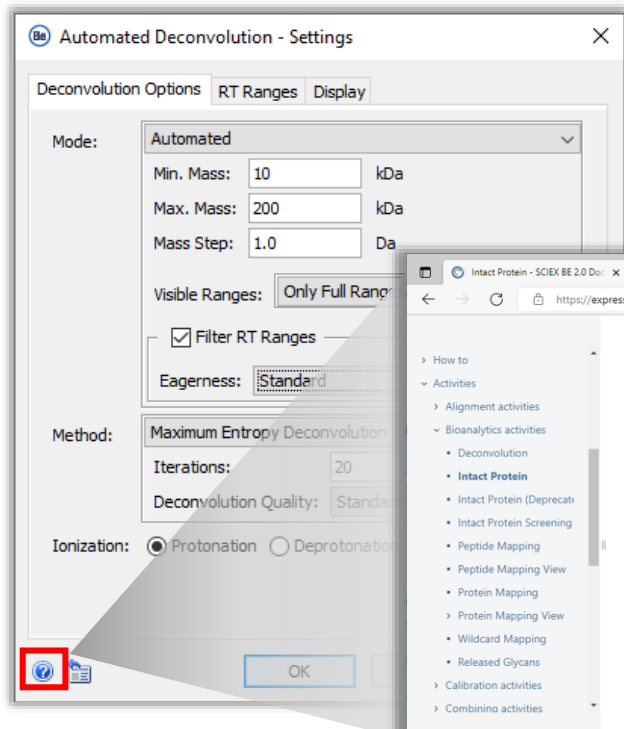 Be Automated Deconvolution - Settings
Deconvolution Options RT Ranges Display
Mode: Automated
Min. Mass: 10 kDa
Max. Mass: 200 kDa
Mass Step: 1.0 Da
Visible Ranges: Only Full Range
Filter RT Ranges
Eagerness: Standard
Method: Maximum Entropy Deconvolution
Iterations: 20
Deconvolution Quality: Standard
Ionization: Protonation Deprotonation
OK
Intact Protein - SCIEX BE 2.0 Doc
https://express
How to
Activities
Alignment activities
Bioanalytics activities
Deconvolution
Intact Protein
Intact Protein (Deprecate
Intact Protein Screening
Peptide Mapping
Peptide Mapping View
Protein Mapping
Protein Mapping View
Wildcard Mapping
Released Glycans
Calibration activities
Combining activities